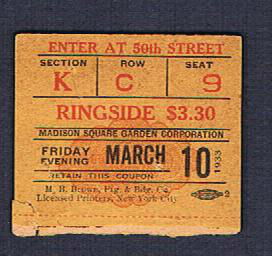 ENTER AT 50th STREET
SECTION ROW SEAT
K C 9
RINGSIDE $3.30
MADISON SQUARE GARDEN CORPORATION
FRIDAY EVENING MARCH 10 1933
RETAIN THIS COUPON
M. B. Brown, Ptg. & Bdg. Co.
Licensed Printers, New York City
2